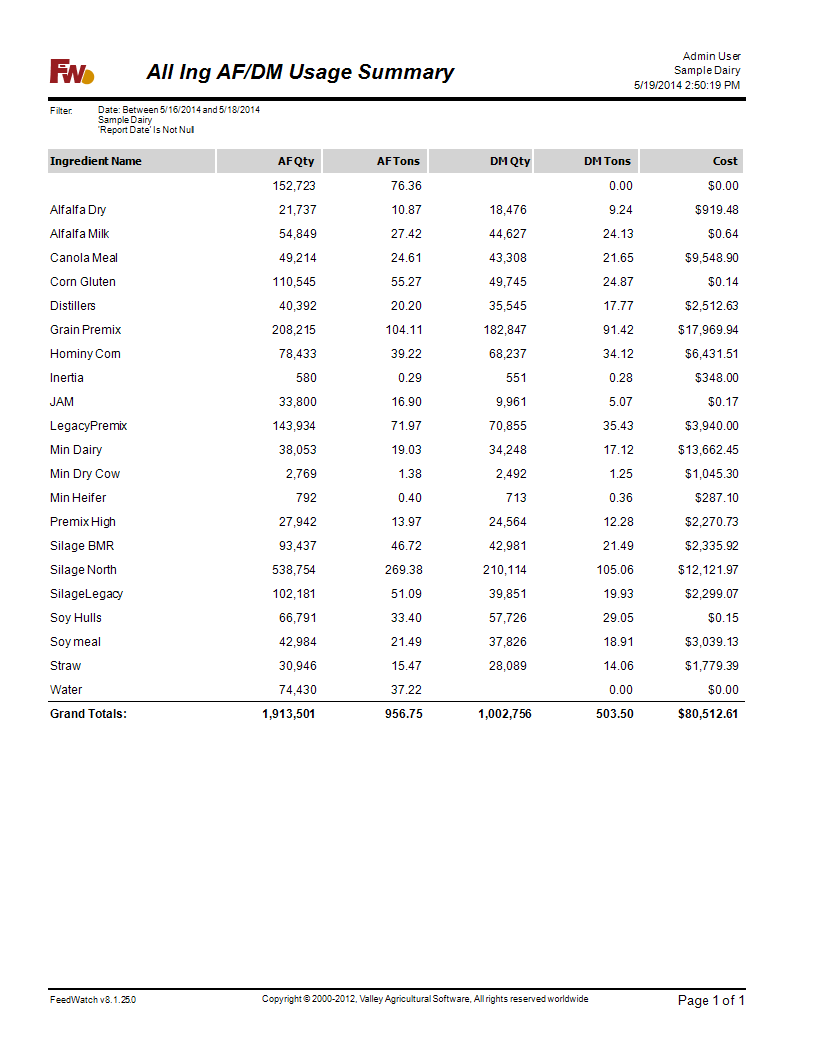 FW
All Ing AF/DM Usage Summary
Admin User
Sample Dairy
5/19/2014 2:50:19 PM
Filter: Date: Between 5/16/2014 and 5/18/2014
Sample Dairy
'Report Date' Is Not Null
Ingredient Name AF Qty AF Tons DM Qty DM Tons Cost
152,723 76.36 0.00 $0.00
Alfalfa Dry 21,737 10.87 18,476 9.24 $919.48
Alfalfa Milk 54,849 27.42 44,627 24.13 $0.64
Canola Meal 49,214 24.61 43,308 21.65 $9,548.90
Corn Gluten 110,545 55.27 49,745 24.87 $0.14
Distillers 40,392 20.20 35,545 17.77 $2,512.63
Grain Premix 208,215 104.11 182,847 91.42 $17,969.94
Hominy Corn 78,433 39.22 68,237 34.12 $6,431.51
Inertia 580 0.29 551 0.28 $348.00
JAM 33,800 16.90 9,961 5.07 $0.17
LegacyPremix 143,934 71.97 70,855 35.43 $3,940.00
Min Dairy 38,053 19.03 34,248 17.12 $13,662.45
Min Dry Cow 2,769 1.38 2,492 1.25 $1,045.30
Min Heifer 792 0.40 713 0.36 $287.10
Premix High 27,942 13.97 24,564 12.28 $2,270.73
Silage BMR 93,437 46.72 42,981 21.49 $2,335.92
Silage North 538,754 269.38 210,114 105.06 $12,121.97
SilageLegacy 102,181 51.09 39,851 19.93 $2,299.07
Soy Hulls 66,791 33.40 57,726 29.05 $0.15
Soy meal 42,984 21.49 37,826 18.91 $3,039.13
Straw 30,946 15.47 28,089 14.06 $1,779.39
Water 74,430 37.22 0.00 $0.00
Grand Totals: 1,913,501 956.75 1,002,756 503.50 $80,512.61
FeedWatch v8.1.25.0 Copyright © 2000-2012, Valley Agricultural Software, All rights reserved worldwide Page 1 of 1